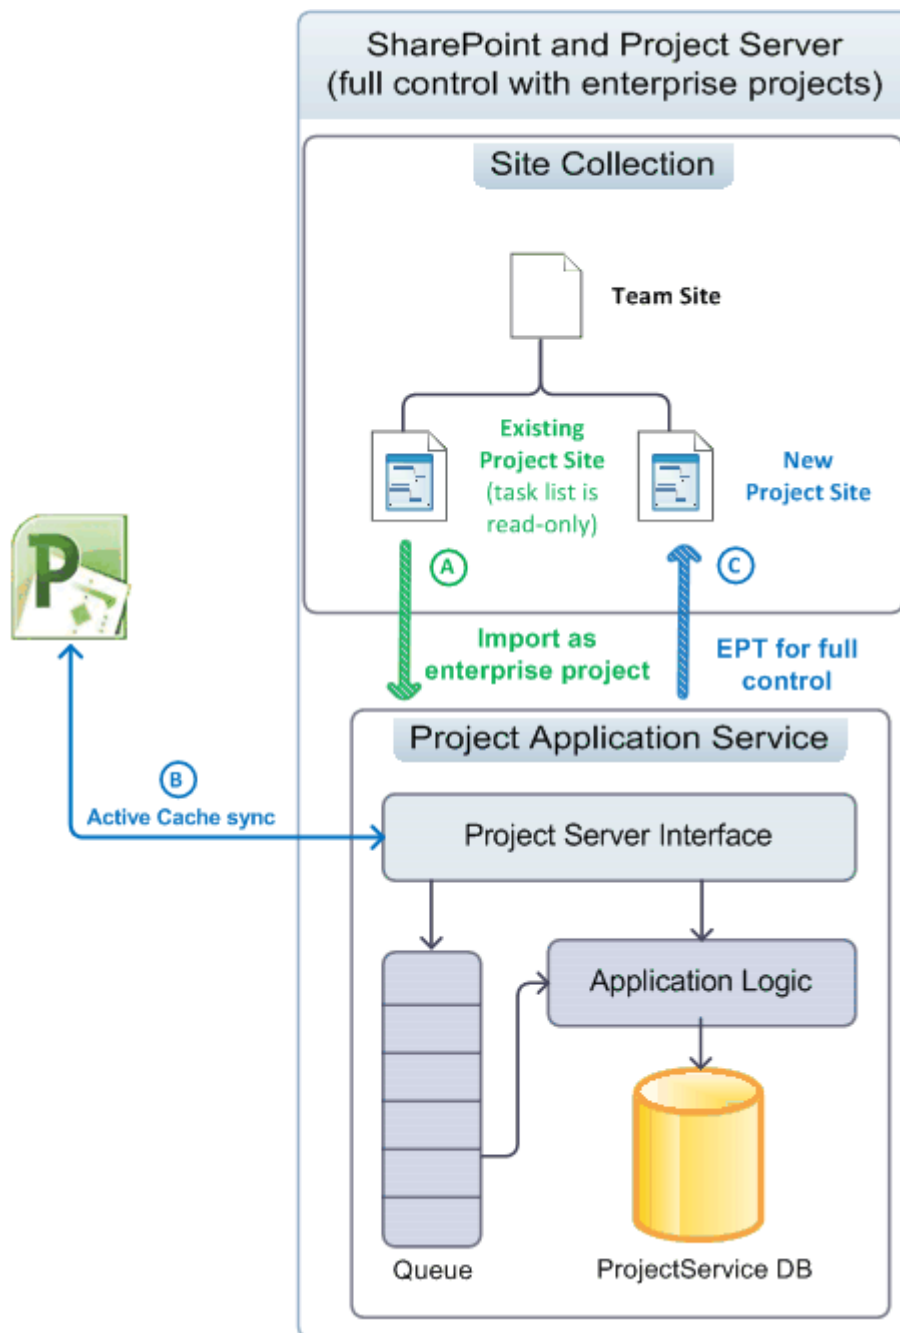 SharePoint and Project Server
(full control with enterprise projects)
Site Collection
Team Site
Existing
Project Site
(task list is
read-only)
New
Project Site
P
A
C
Import as
enterprise project
EPT for full
control
Project Application Service
B
Active Cache sync
Project Server Interface
Application Logic
Queue
ProjectService DB